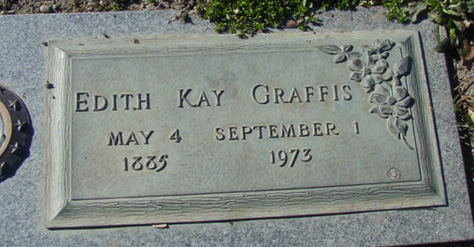 EDITH KAY GRAFFIS
MAY 4 SEPTEMBER 1
1885 1973